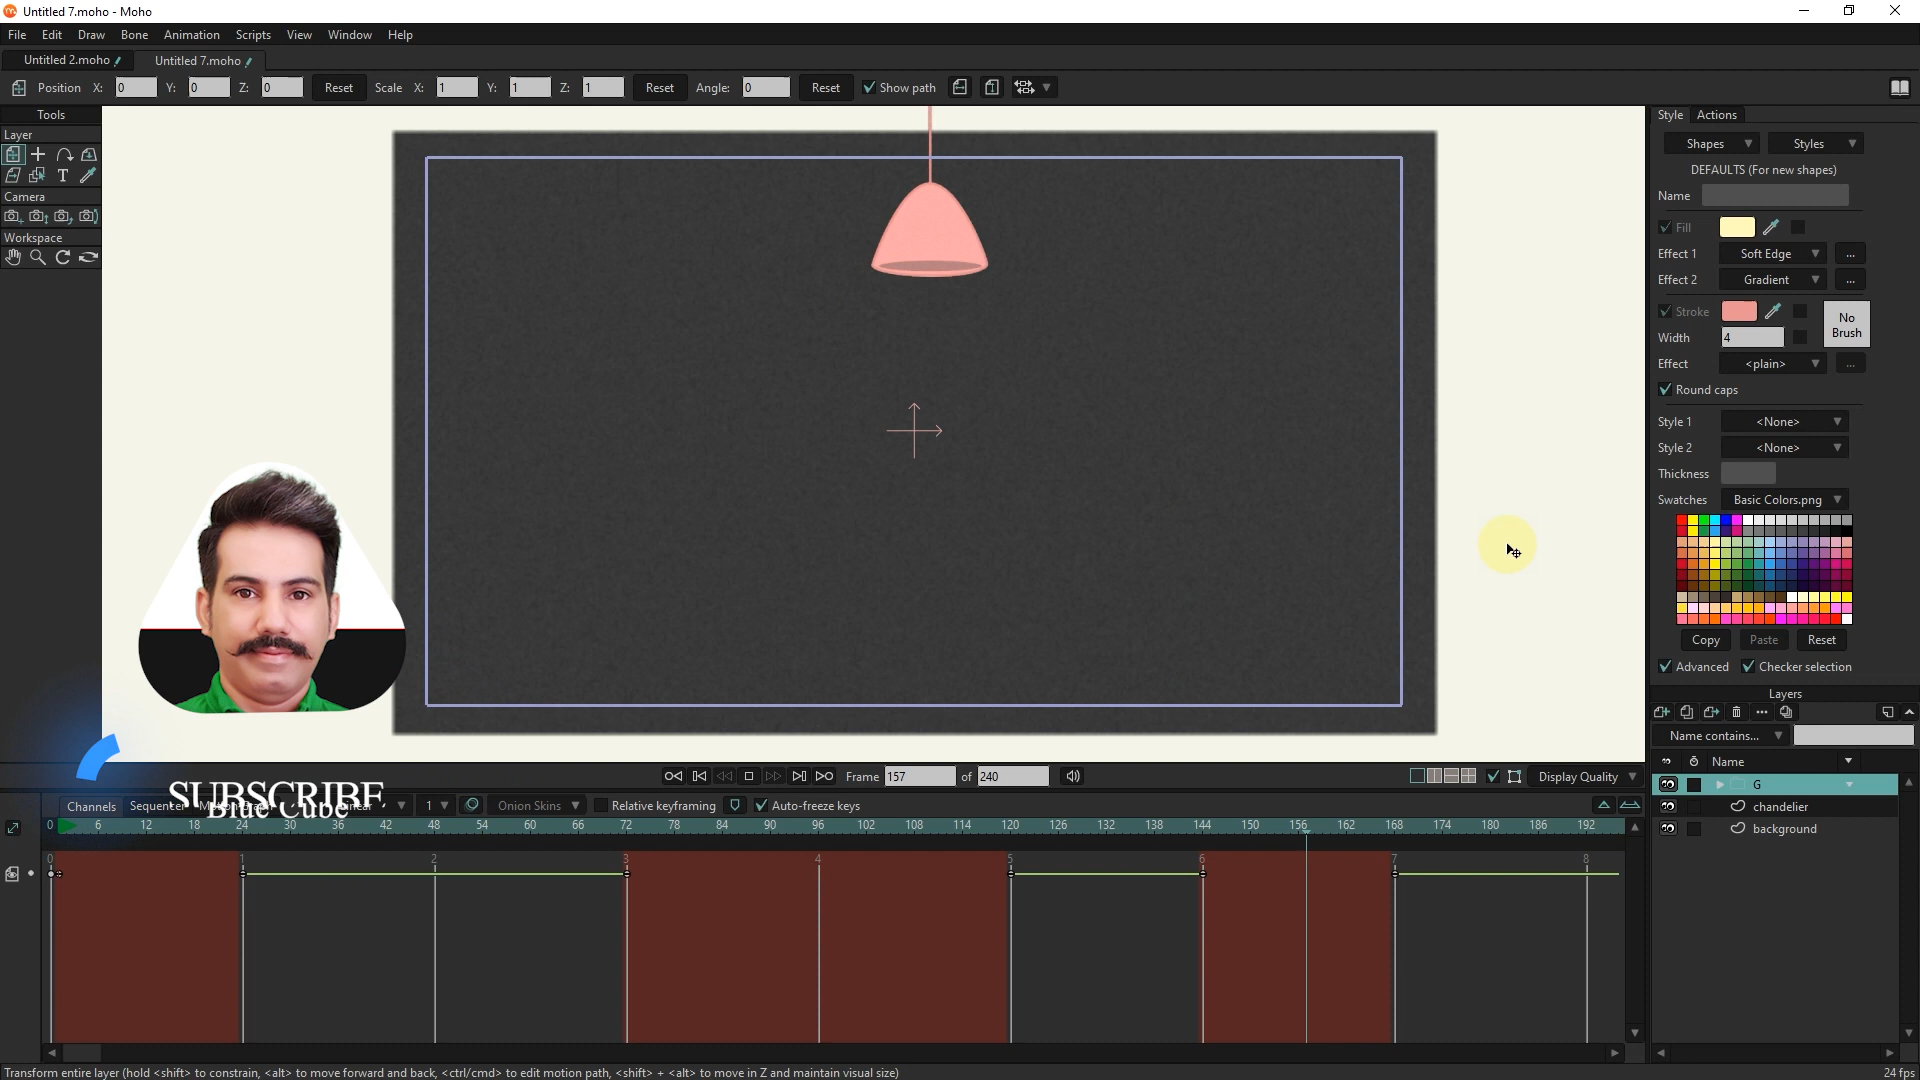 Untitled 7.moho - Moho
File Edit Draw Bone Animation Scripts View Window Help
Untitled 2.moho Untitled 7.moho
Position X: 0 Y: 0 Z: 0 Reset Scale X: 1 Y: 1 Z: 1 Reset Angle: 0 Reset Show path
Tools
Layer
Camera
Workspace
Style Actions
Shapes Styles
DEFAULTS (For new shapes)
Name
Fill
Effect 1 Soft Edge ...
Effect 2 Gradient ...
Stroke No Brush
Width 4
Effect <plain> ...
Round caps
Style 1 <None>
Style 2 <None>
Thickness
Swatches Basic Colors.png
Copy Paste Reset
Advanced Checker selection
Layers
Name contains...
Name
G
chandelier
background
Frame 157 of 240 Display Quality
SUBSCRIBE
Blue Cube
Channels Sequencer 1 Onion Skins Relative keyframing Auto-freeze keys
0 6 12 18 24 30 36 42 48 54 60 66 72 78 84 90 96 102 108 114 120 126 132 138 144 150 156 162 168 174 180 186 192
0 1 2 3 4 5 6 7 8
Transform entire layer (hold <shift> to constrain, <alt> to move forward and back, <ctrl/cmd> to edit motion path, <shift> + <alt> to move in Z and maintain visual size) 24 fps